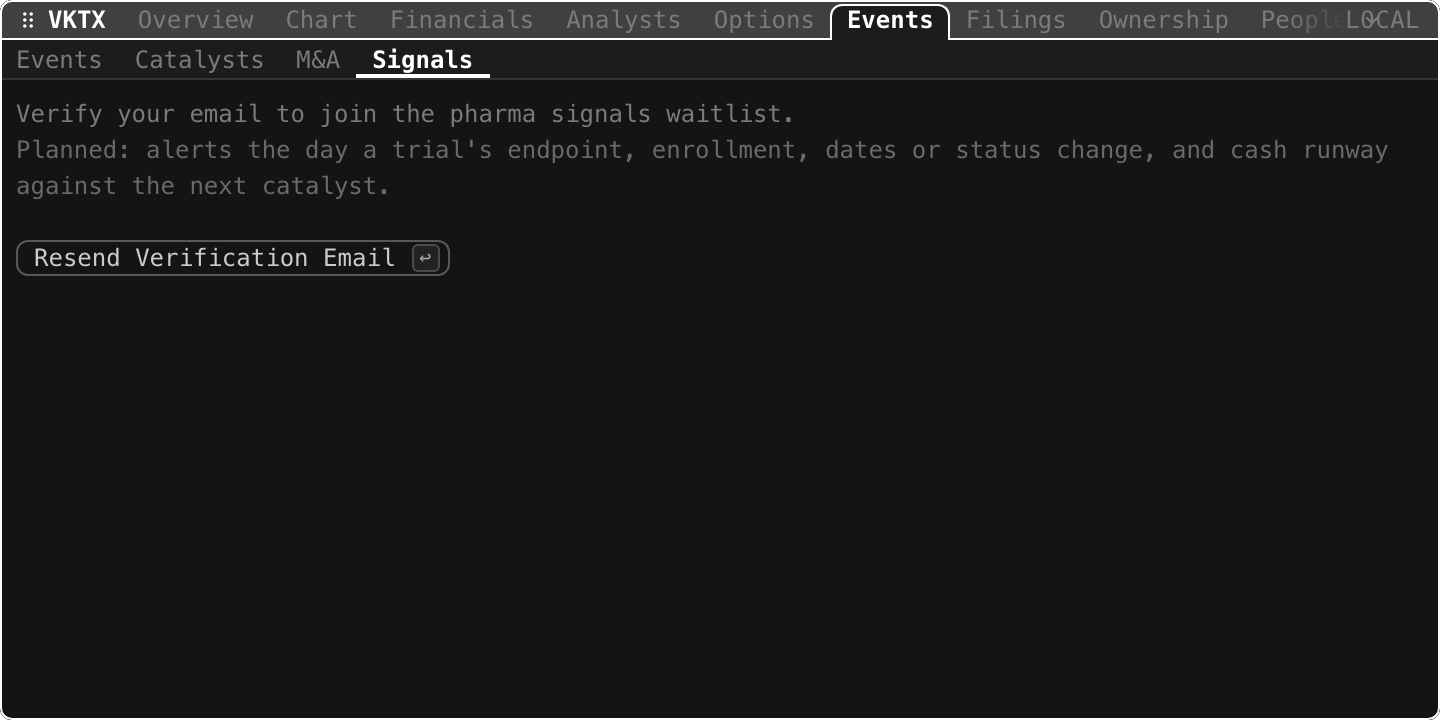 VKTX Overview Chart Financials Analysts Options Events Filings Ownership People LOCAL
Events Catalysts M&A Signals
Verify your email to join the pharma signals waitlist.
Planned: alerts the day a trial's endpoint, enrollment, dates or status change, and cash runway
against the next catalyst.
Resend Verification Email ↩